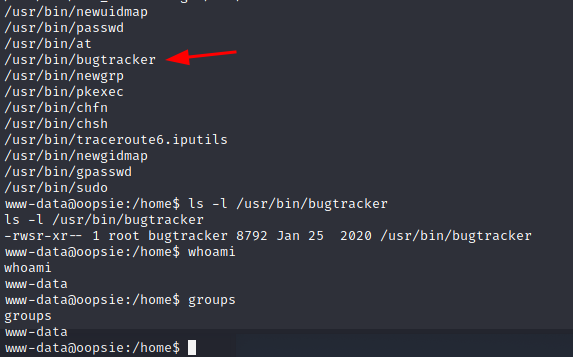 /usr/bin/newuidmap
/usr/bin/passwd
/usr/bin/at
/usr/bin/bugtracker
/usr/bin/newgrp
/usr/bin/pkexec
/usr/bin/chfn
/usr/bin/chsh
/usr/bin/traceroute6.iputils
/usr/bin/newgidmap
/usr/bin/gpasswd
/usr/bin/sudo
www-data@oopsie:/home$ ls -l /usr/bin/bugtracker
ls -l /usr/bin/bugtracker
-rwsr-xr-- 1 root bugtracker 8792 Jan 25  2020 /usr/bin/bugtracker
www-data@oopsie:/home$ whoami
whoami
www-data
www-data@oopsie:/home$ groups
groups
www-data
www-data@oopsie:/home$